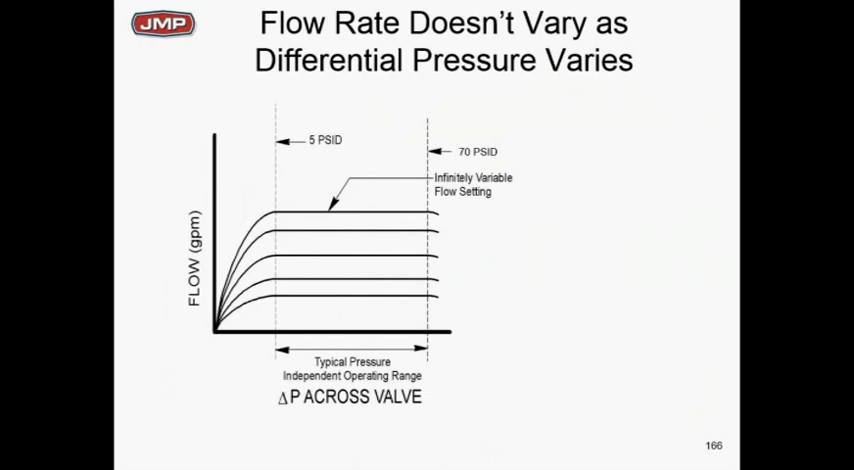 JMP
Flow Rate Doesn't Vary as
Differential Pressure Varies
5 PSID
70 PSID
Infinitely Variable
Flow Setting
FLOW (gpm)
Typical Pressure
Independent Operating Range
ΔP ACROSS VALVE
166